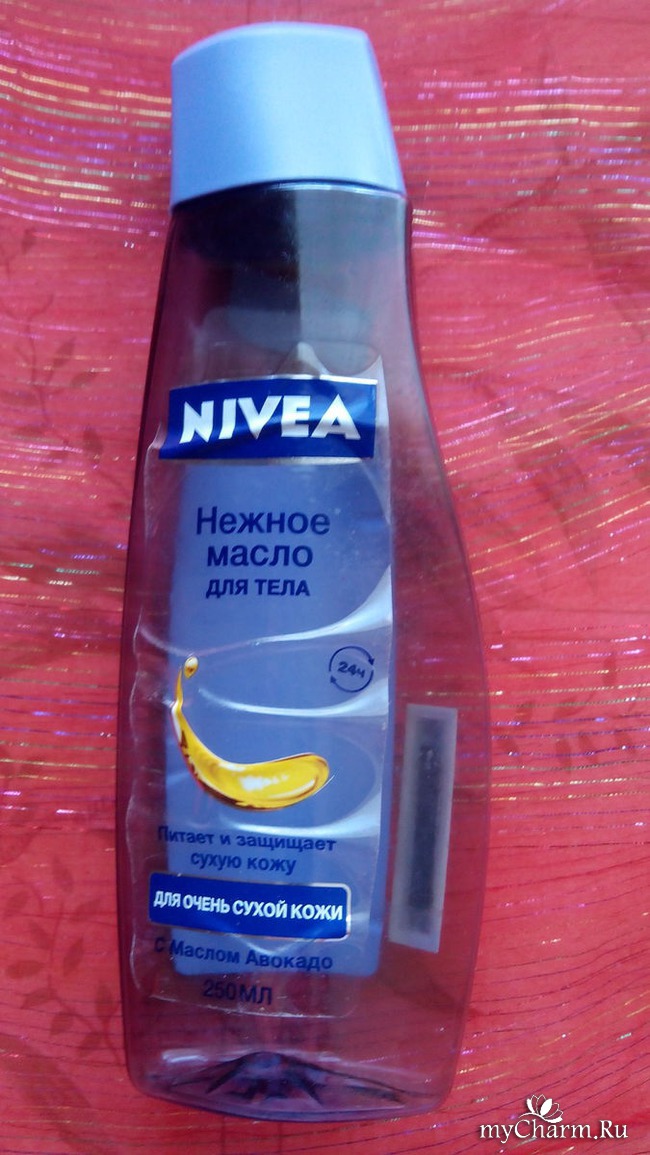 NIVEA
Нежное
масло
для тела
24ч
Питает и защищает
сухую кожу
для очень сухой кожи
С Маслом Авокадо
250МЛ
myCharm.Ru